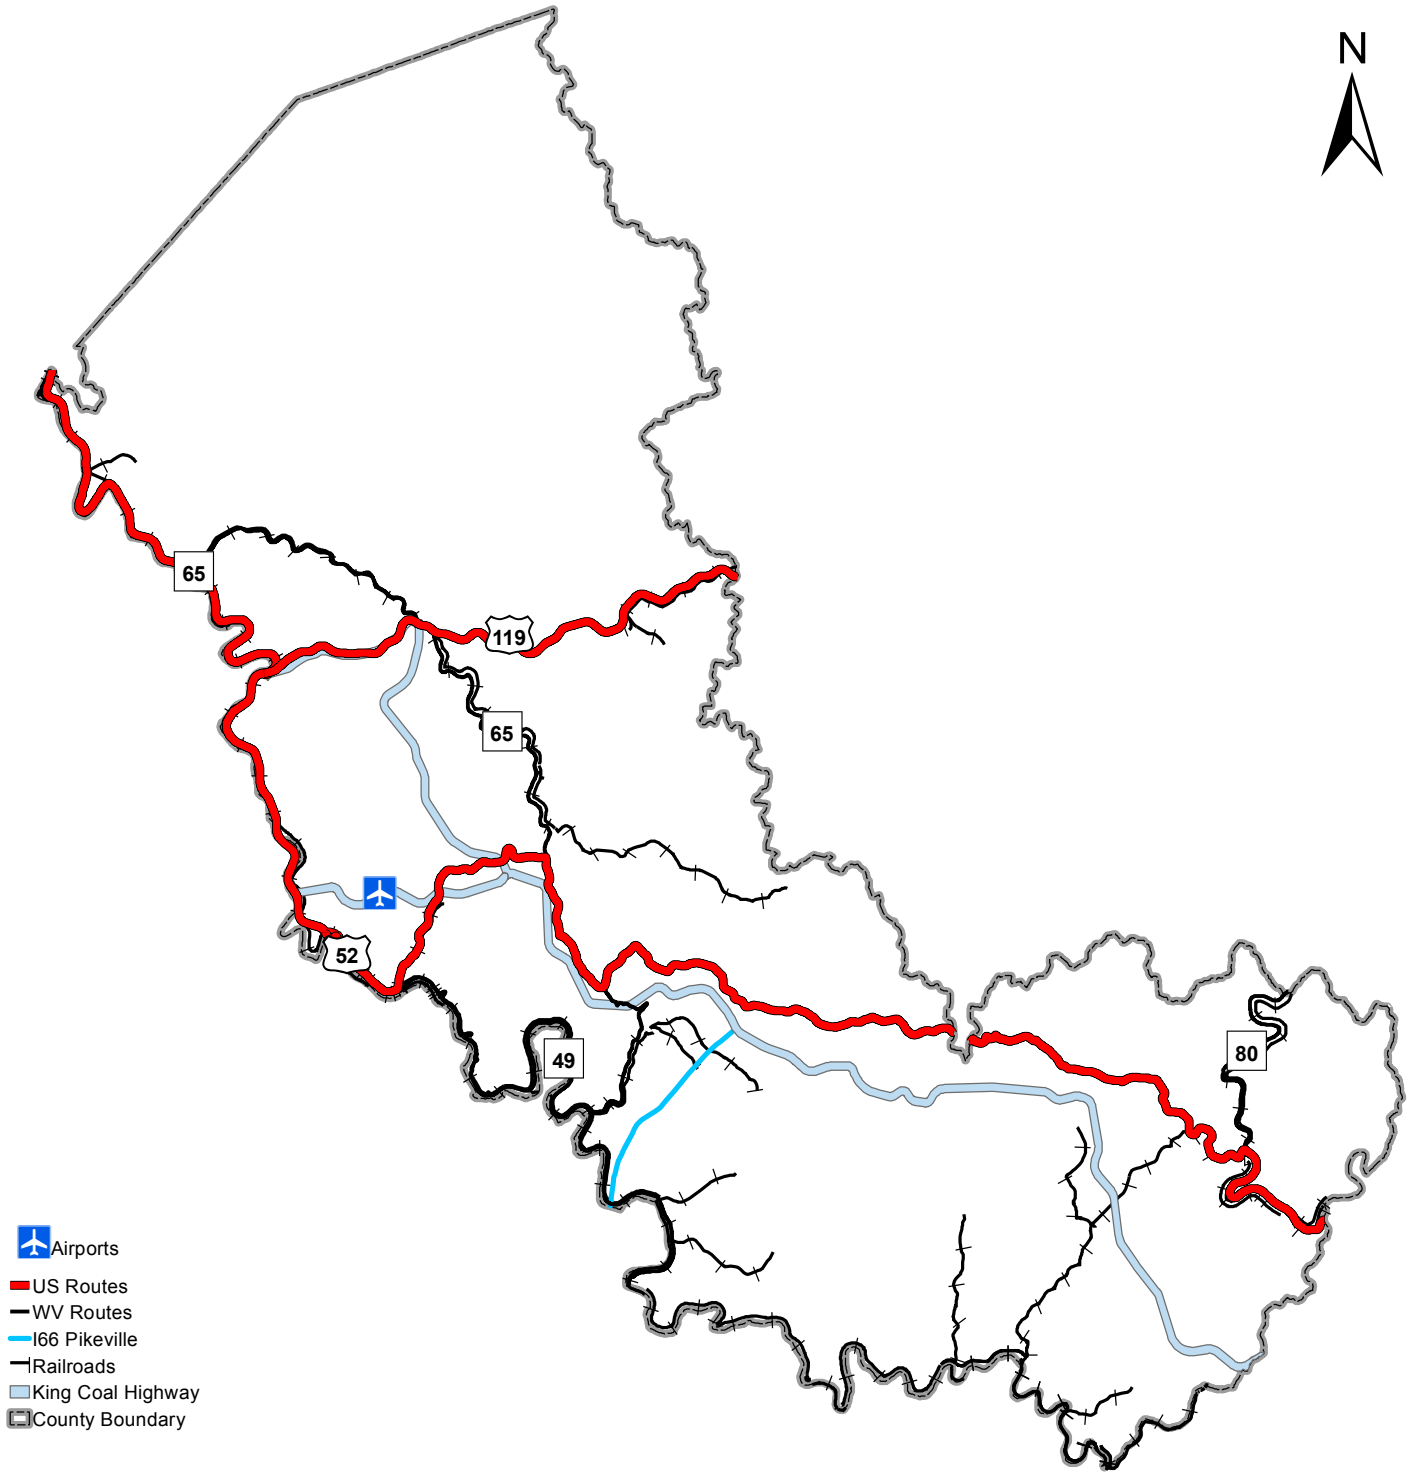 N
65
119
65
52
49
80
Airports
US Routes
WV Routes
I66 Pikeville
Railroads
King Coal Highway
County Boundary